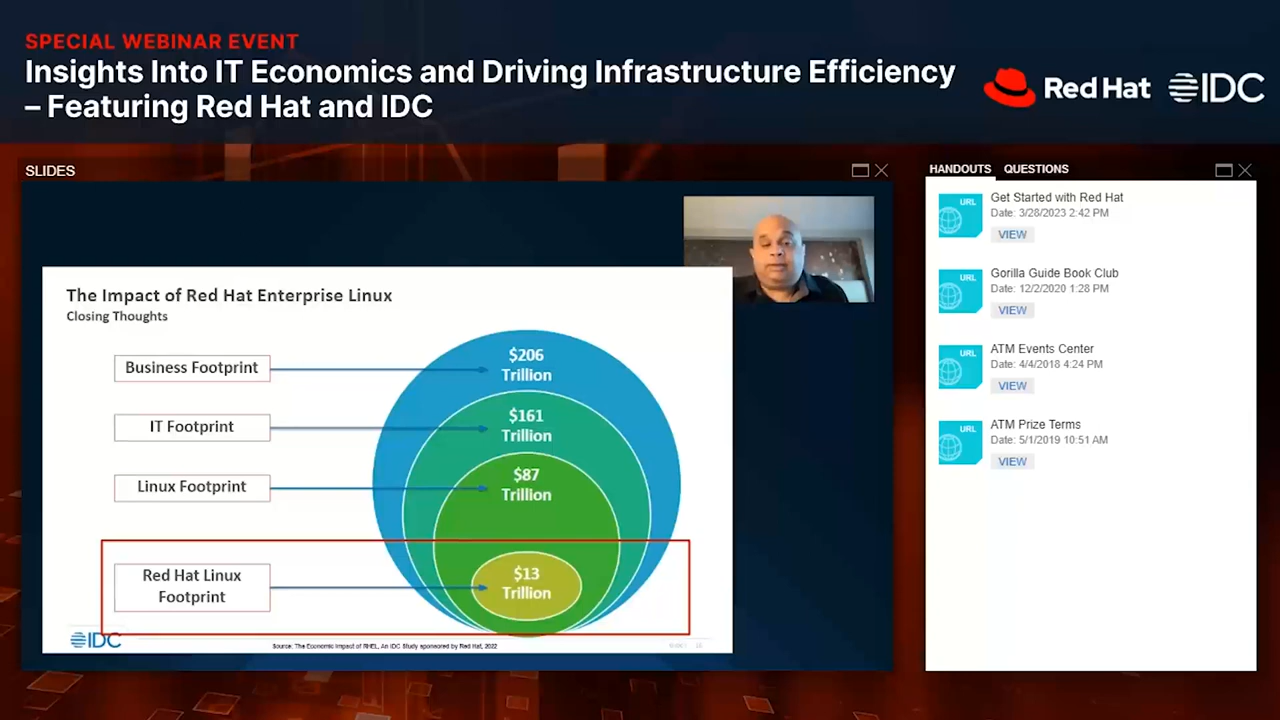 SPECIAL WEBINAR EVENT
Insights Into IT Economics and Driving Infrastructure Efficiency
– Featuring Red Hat and IDC
Red Hat
IDC
SLIDES
The Impact of Red Hat Enterprise Linux
Closing Thoughts
Business Footprint
$206
Trillion
IT Footprint
$161
Trillion
Linux Footprint
$87
Trillion
Red Hat Linux
Footprint
$13
Trillion
IDC
Source: The Economic Impact of RHEL, An IDC Study sponsored by Red Hat, 2022
HANDOUTS
QUESTIONS
URL
Get Started with Red Hat
Date: 3/28/2023 2:42 PM
VIEW
URL
Gorilla Guide Book Club
Date: 12/2/2020 1:28 PM
VIEW
URL
ATM Events Center
Date: 4/4/2018 4:24 PM
VIEW
URL
ATM Prize Terms
Date: 5/1/2019 10:51 AM
VIEW